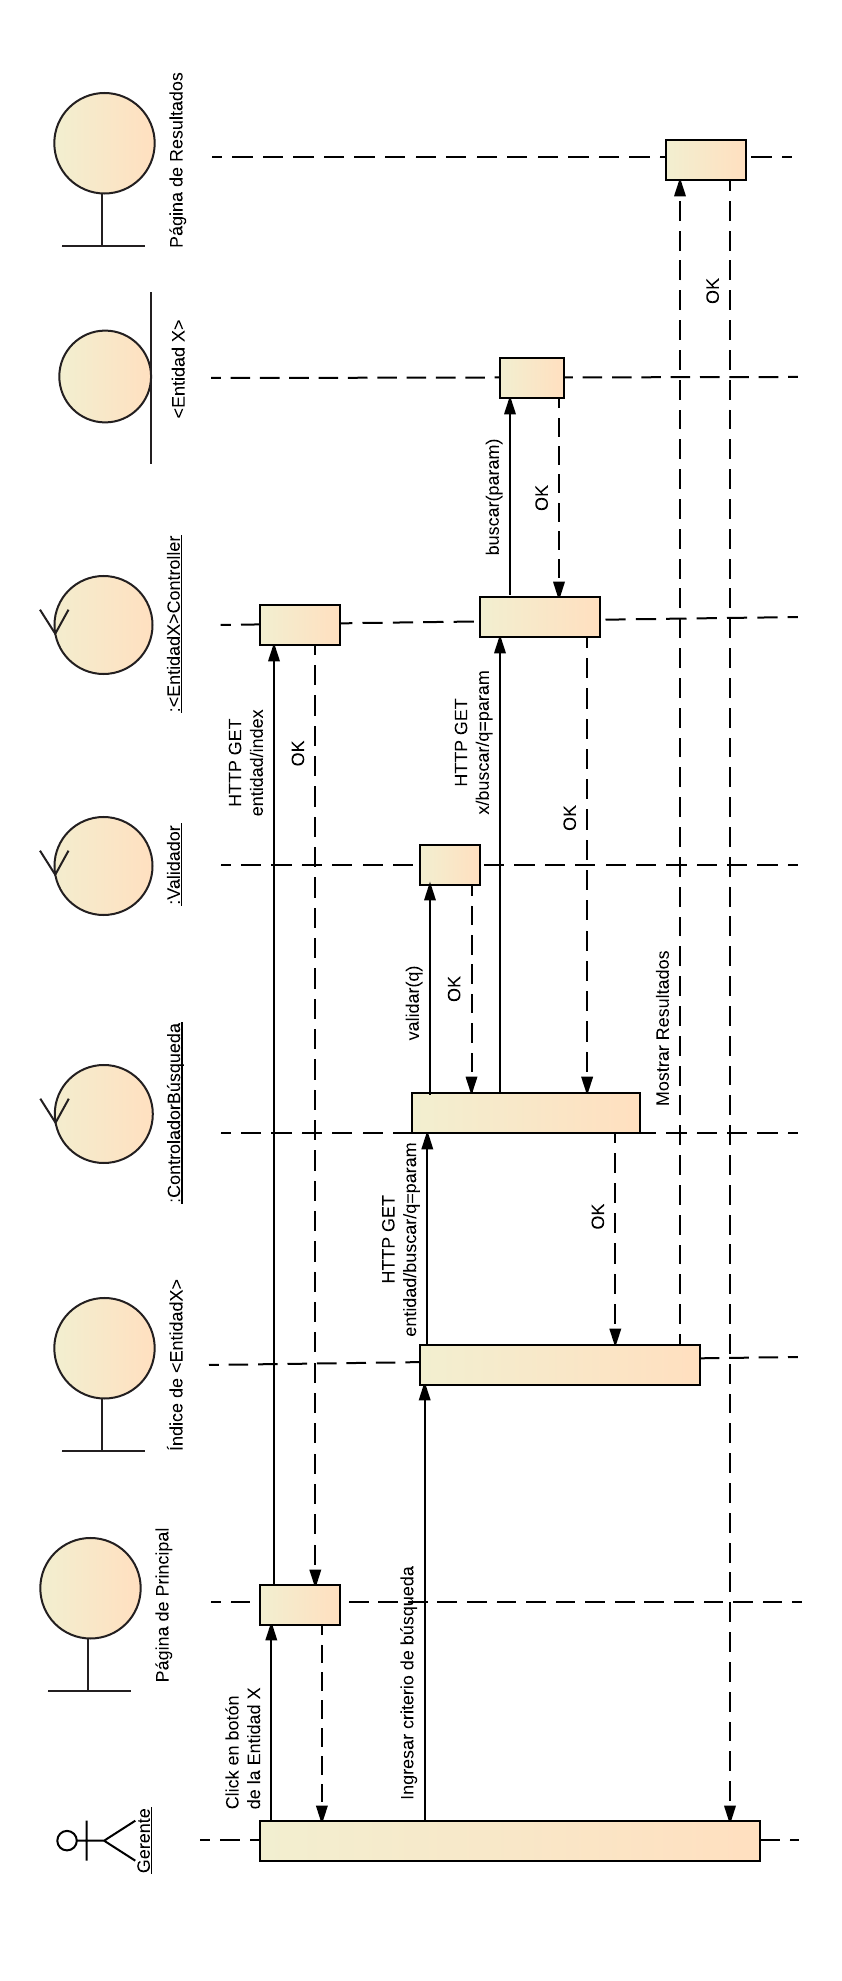 Gerente
Página de Principal
Índice de <EntidadX>
:ControladorBúsqueda
:Validador
:<EntidadX>Controller
<Entidad X>
Página de Resultados
Click en botón
de la Entidad X
HTTP GET
entidad/index
OK
Ingresar criterio de búsqueda
HTTP GET
entidad/buscar/q=param
validar(q)
OK
HTTP GET
x/buscar/q=param
buscar(param)
OK
OK
OK
Mostrar Resultados
OK